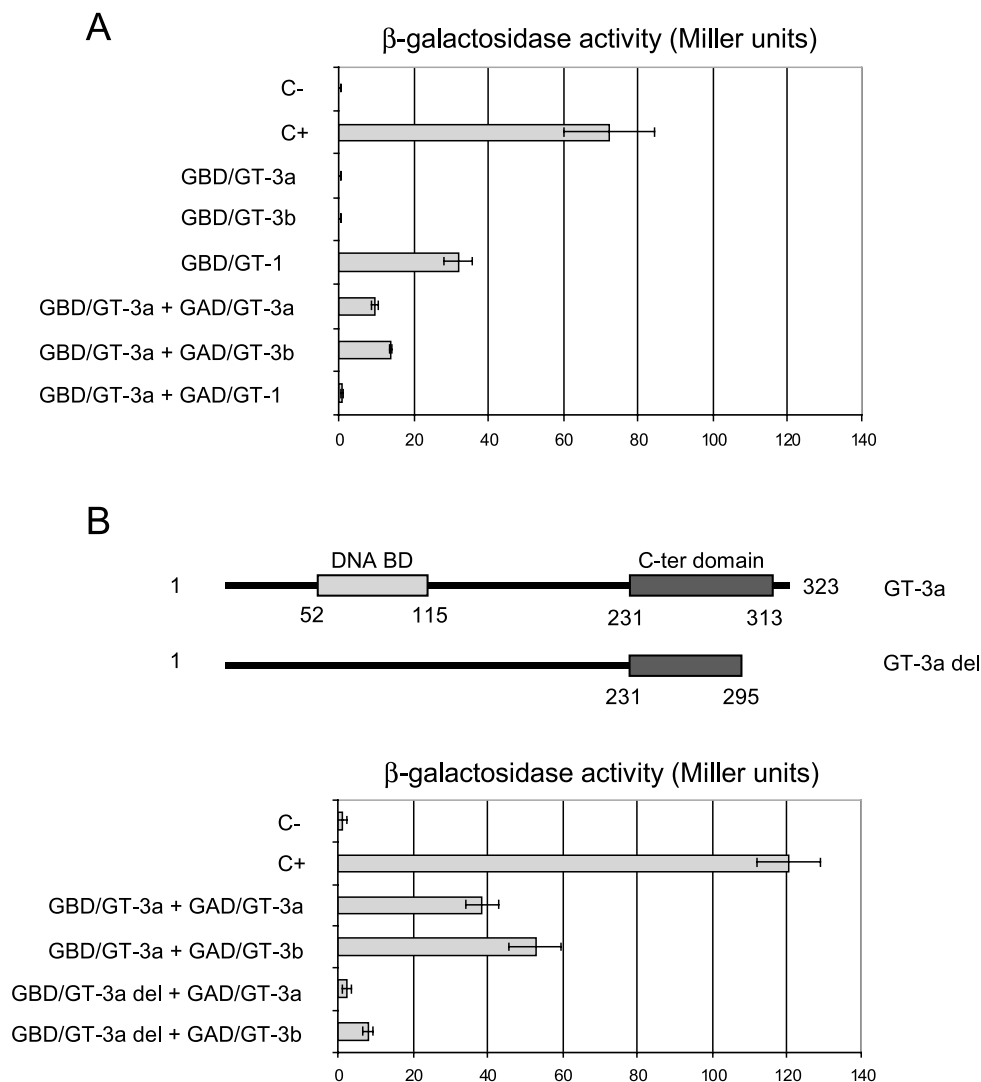 A
β-galactosidase activity (Miller units)
C-
C+
GBD/GT-3a
GBD/GT-3b
GBD/GT-1
GBD/GT-3a + GAD/GT-3a
GBD/GT-3a + GAD/GT-3b
GBD/GT-3a + GAD/GT-1
0 20 40 60 80 100 120 140
B
DNA BD C-ter domain
1 323 GT-3a
52 115 231 313
1 GT-3a del
231 295
β-galactosidase activity (Miller units)
C-
C+
GBD/GT-3a + GAD/GT-3a
GBD/GT-3a + GAD/GT-3b
GBD/GT-3a del + GAD/GT-3a
GBD/GT-3a del + GAD/GT-3b
0 20 40 60 80 100 120 140